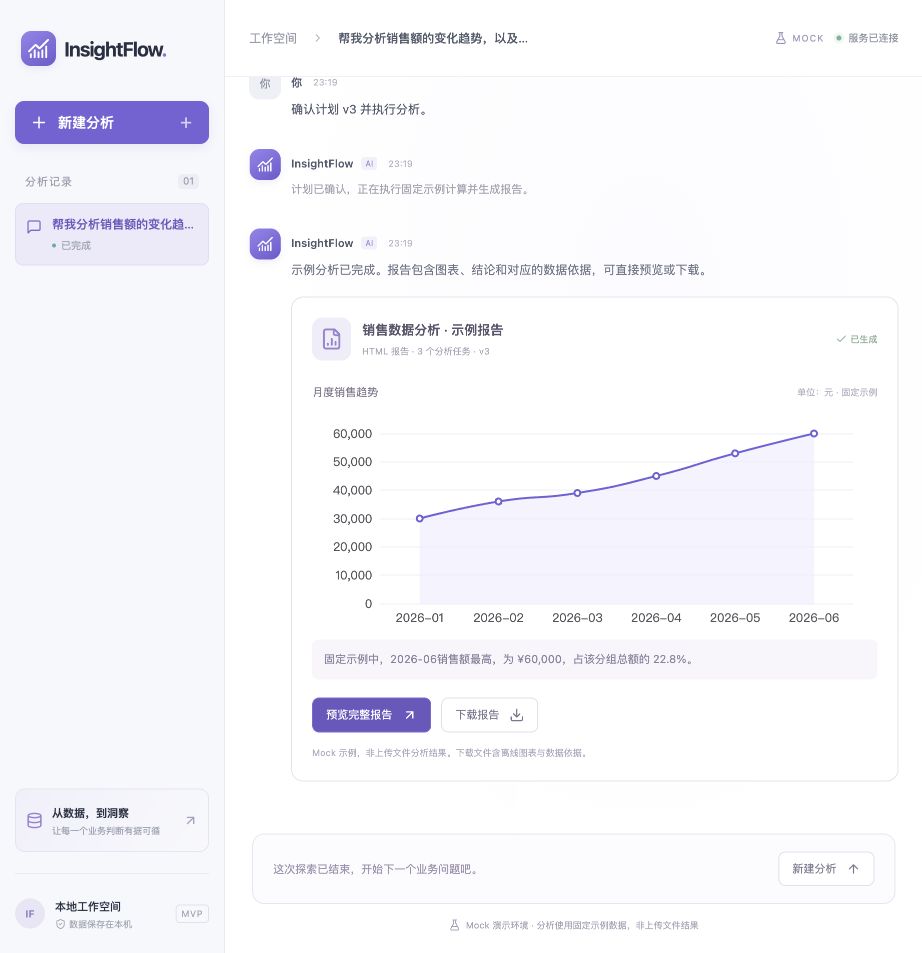 InsightFlow.
新建分析
分析记录 01
帮我分析销售额的变化趋...
已完成
从数据，到洞察
让每一个业务判断有据可循
IF
本地工作空间
数据保存在本机
MVP
工作空间
帮我分析销售额的变化趋势，以及...
MOCK
服务已连接
你
你 23:19
确认计划 v3 并执行分析。
InsightFlow AI 23:19
计划已确认，正在执行固定示例计算并生成报告。
InsightFlow AI 23:19
示例分析已完成。报告包含图表、结论和对应的数据依据，可直接预览或下载。
销售数据分析 · 示例报告
HTML 报告 · 3 个分析任务 · v3
已生成
月度销售趋势
单位：元 · 固定示例
60,000
50,000
40,000
30,000
20,000
10,000
0
2026-01 2026-02 2026-03 2026-04 2026-05 2026-06
固定示例中，2026-06销售额最高，为 ¥60,000，占该分组总额的 22.8%。
预览完整报告
下载报告
Mock 示例，非上传文件分析结果。下载文件含离线图表与数据依据。
这次探索已结束，开始下一个业务问题吧。
新建分析
Mock 演示环境 · 分析使用固定示例数据，非上传文件结果